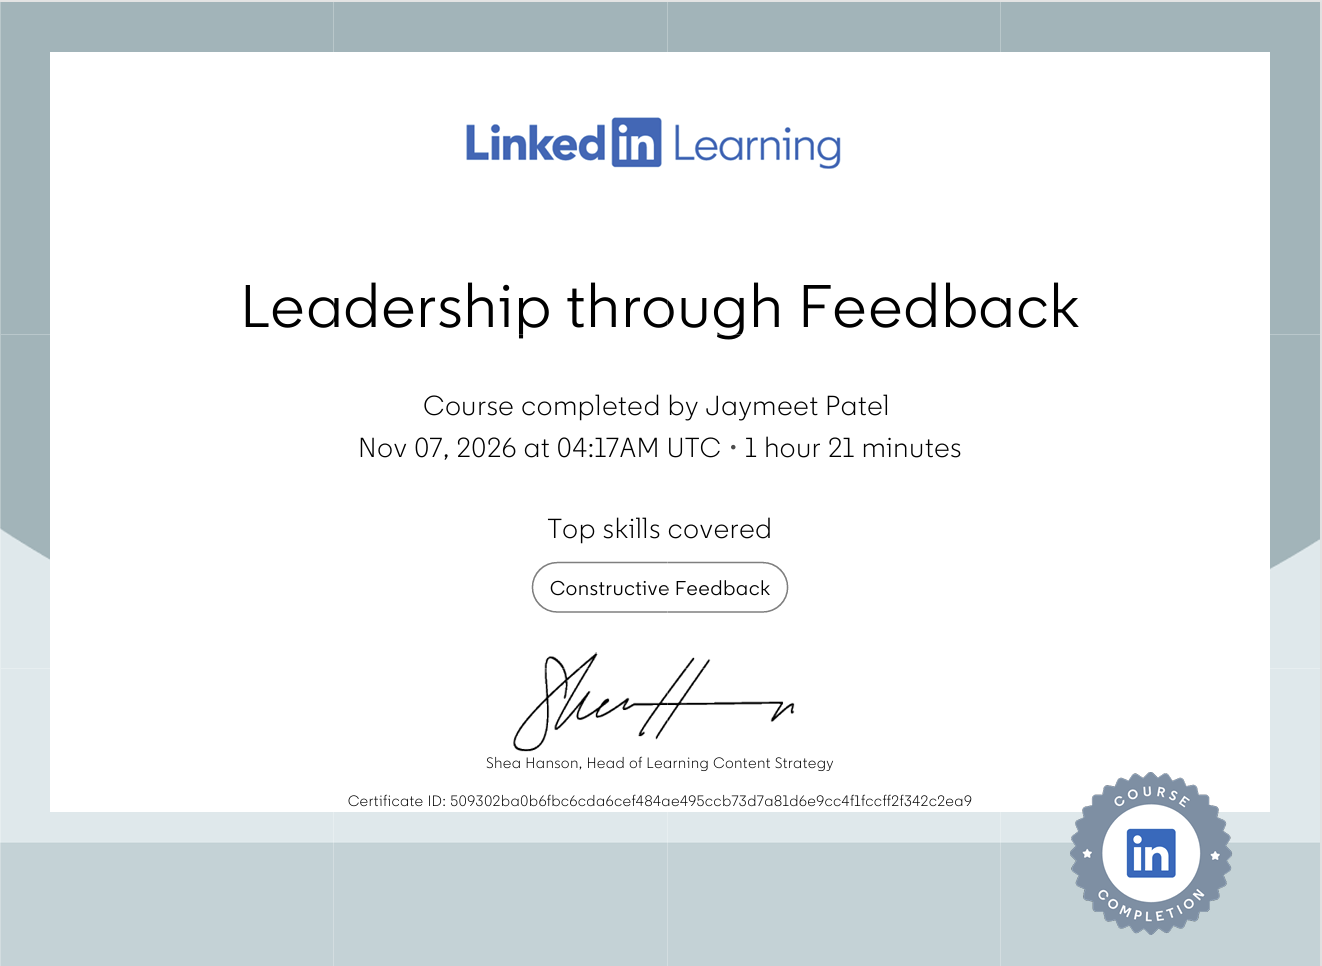 Linkedin Learning
Leadership through Feedback
Course completed by Jaymeet Patel
Nov 07, 2026 at 04:17AM UTC • 1 hour 21 minutes
Top skills covered
Constructive Feedback
Shea Hanson, Head of Learning Content Strategy
Certificate ID: 509302ba0b6fbc6cda6cef484ae495ccb73d7a81d6e9cc4f1fccff2f342c2ea9
COURSE
in
COMPLETION